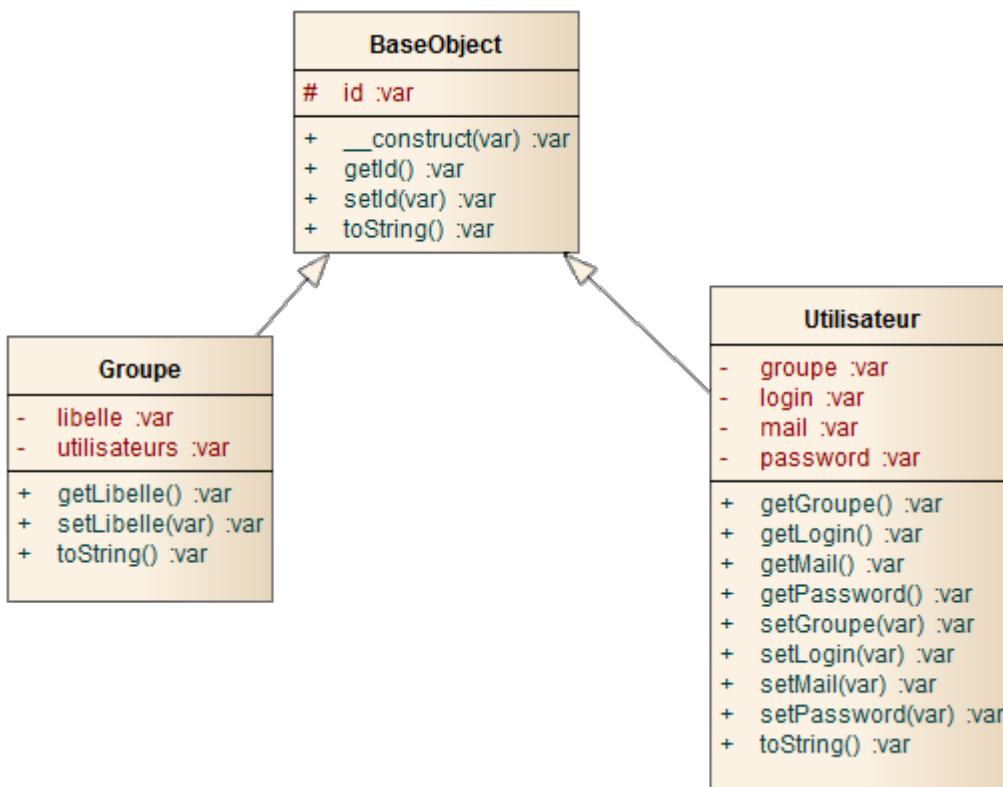 BaseObject
# id :var
+ __construct(var) :var
+ getId() :var
+ setId(var) :var
+ toString() :var
Groupe
- libelle :var
- utilisateurs :var
+ getLibelle() :var
+ setLibelle(var) :var
+ toString() :var
Utilisateur
- groupe :var
- login :var
- mail :var
- password :var
+ getGroupe() :var
+ getLogin() :var
+ getMail() :var
+ getPassword() :var
+ setGroupe(var) :var
+ setLogin(var) :var
+ setMail(var) :var
+ setPassword(var) :var
+ toString() :var